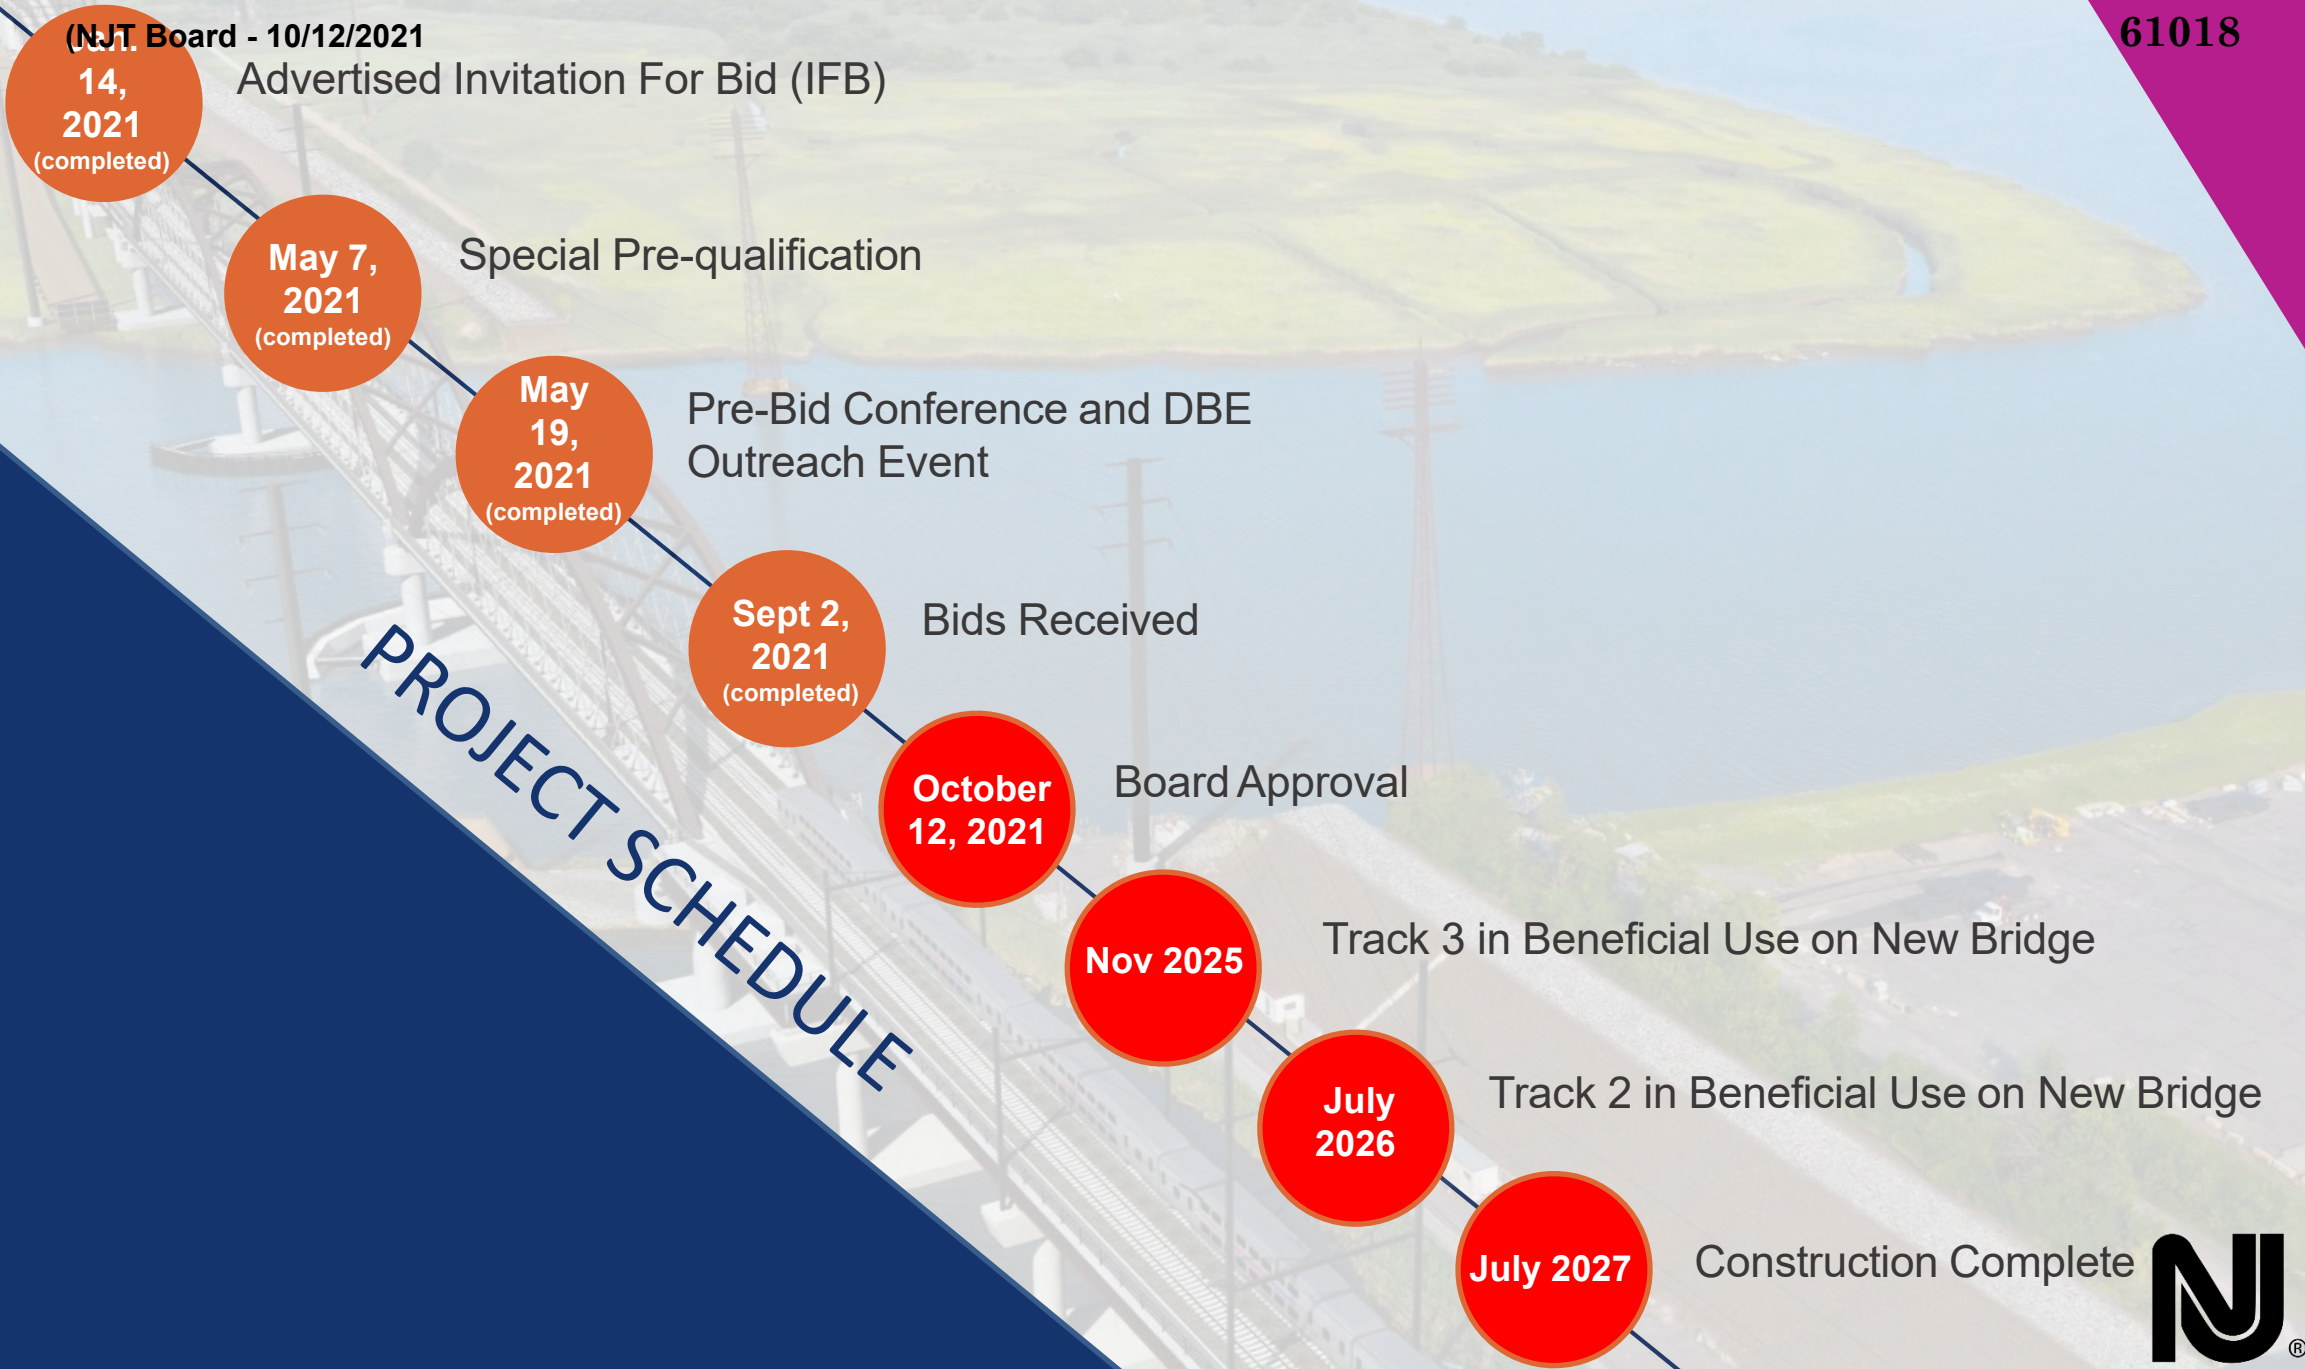 (NJT Board - 10/12/2021
61018
Jan.
14,
2021
(completed)
Advertised Invitation For Bid (IFB)
May 7,
2021
(completed)
Special Pre-qualification
May
19,
2021
(completed)
Pre-Bid Conference and DBE
Outreach Event
Sept 2,
2021
(completed)
Bids Received
PROJECT SCHEDULE
October
12, 2021
Board Approval
Nov 2025
Track 3 in Beneficial Use on New Bridge
July
2026
Track 2 in Beneficial Use on New Bridge
July 2027
Construction Complete
NJ
®